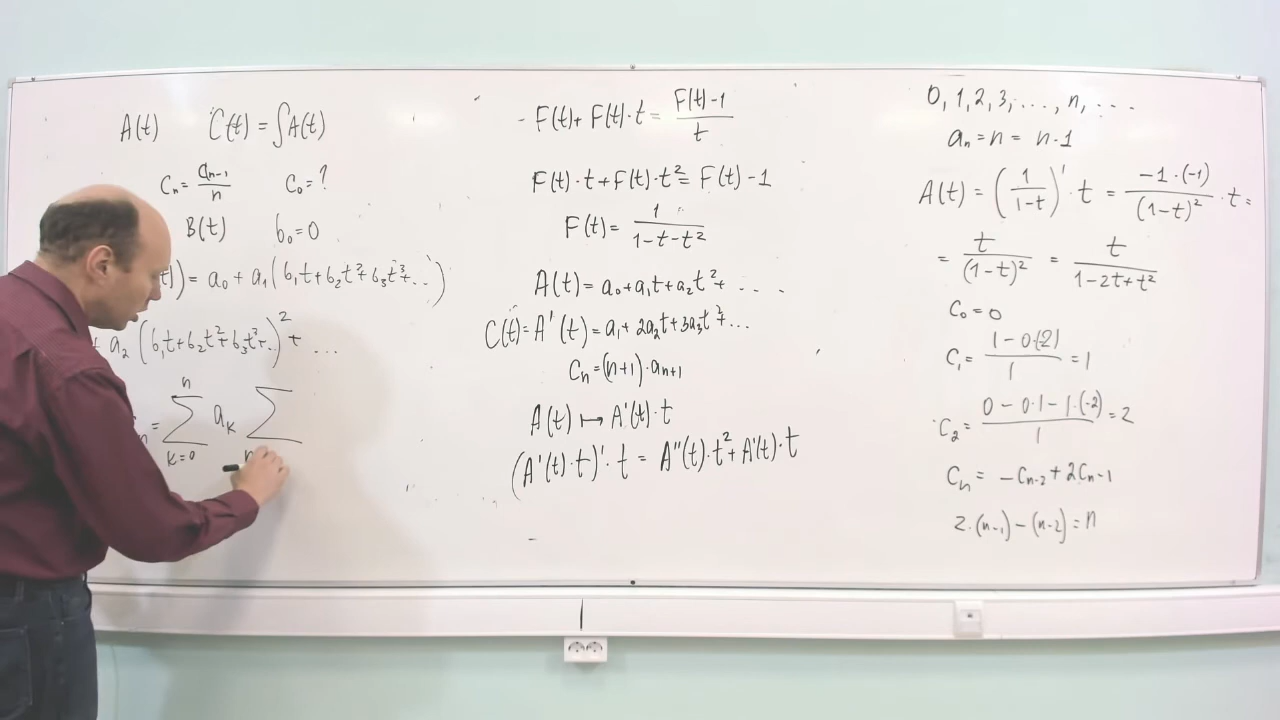 A(t) C(t) = ∫A(t)
Cₙ = aₙ₋₁/n C₀ = ?
B(t) b₀ = 0
t)) = a₀ + a₁(b₁t + b₂t² + b₃t³ + ...)
+ a₂(b₁t + b₂t² + b₃t³ + ..)² + ...
n = ∑ₖ₌₀ⁿ aₖ ∑
F(t) + F(t)·t = (F(t)-1)/t
F(t)·t + F(t)·t² = F(t) - 1
F(t) = 1/(1-t-t²)
A(t) = a₀ + a₁t + a₂t² + ....
C(t) = A'(t) = a₁ + 2a₂t + 3a₃t² + ...
Cₙ = (n+1)·aₙ₊₁
A(t) ↦ A'(t)·t
(A'(t)·t)'·t = A''(t)·t² + A'(t)·t
0, 1, 2, 3, ..., n, ...
aₙ = n = n·1
A(t) = (1/(1-t))'·t = (-1·(-1))/(1-t)²·t =
= t/(1-t)² = t/(1-2t+t²)
C₀ = 0
C₁ = (1-0·(-2))/1 = 1
C₂ = (0-0·1-1·(-2))/1 = 2
Cₙ = -Cₙ₋₂ + 2Cₙ₋₁
2·(n-1) - (n-2) = n